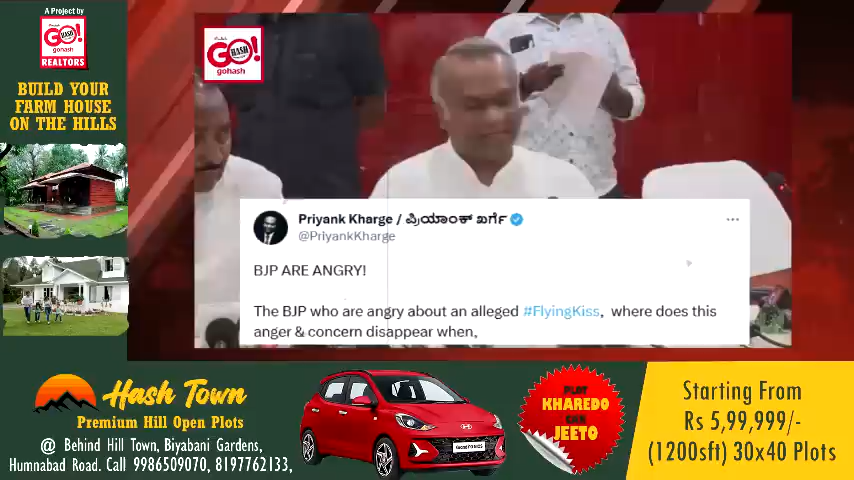 A Project by
GO!
HASH
gohash
REALTORS
BUILD YOUR
FARM HOUSE
ON THE HILLS
GO!
HASH
gohash
Priyank Kharge / ಪ್ರಿಯಾಂಕ್ ಖರ್ಗೆ
@PriyankKharge
BJP ARE ANGRY!
The BJP who are angry about an alleged #FlyingKiss, where does this
anger & concern disappear when,
Hash Town
Premium Hill Open Plots
@ Behind Hill Town, Biyabani Gardens,
Humnabad Road. Call 9986509070, 8197762133,
PLOT
KHAREDO
CAR
JEETO
Starting From
Rs 5,99,999/-
(1200sft) 30x40 Plots